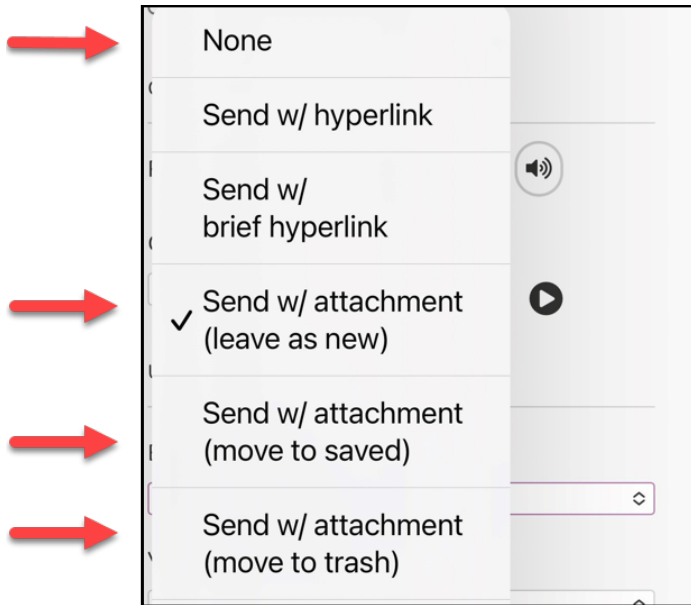 None
Send w/ hyperlink
Send w/
brief hyperlink
Send w/ attachment
(leave as new)
Send w/ attachment
(move to saved)
Send w/ attachment
(move to trash)